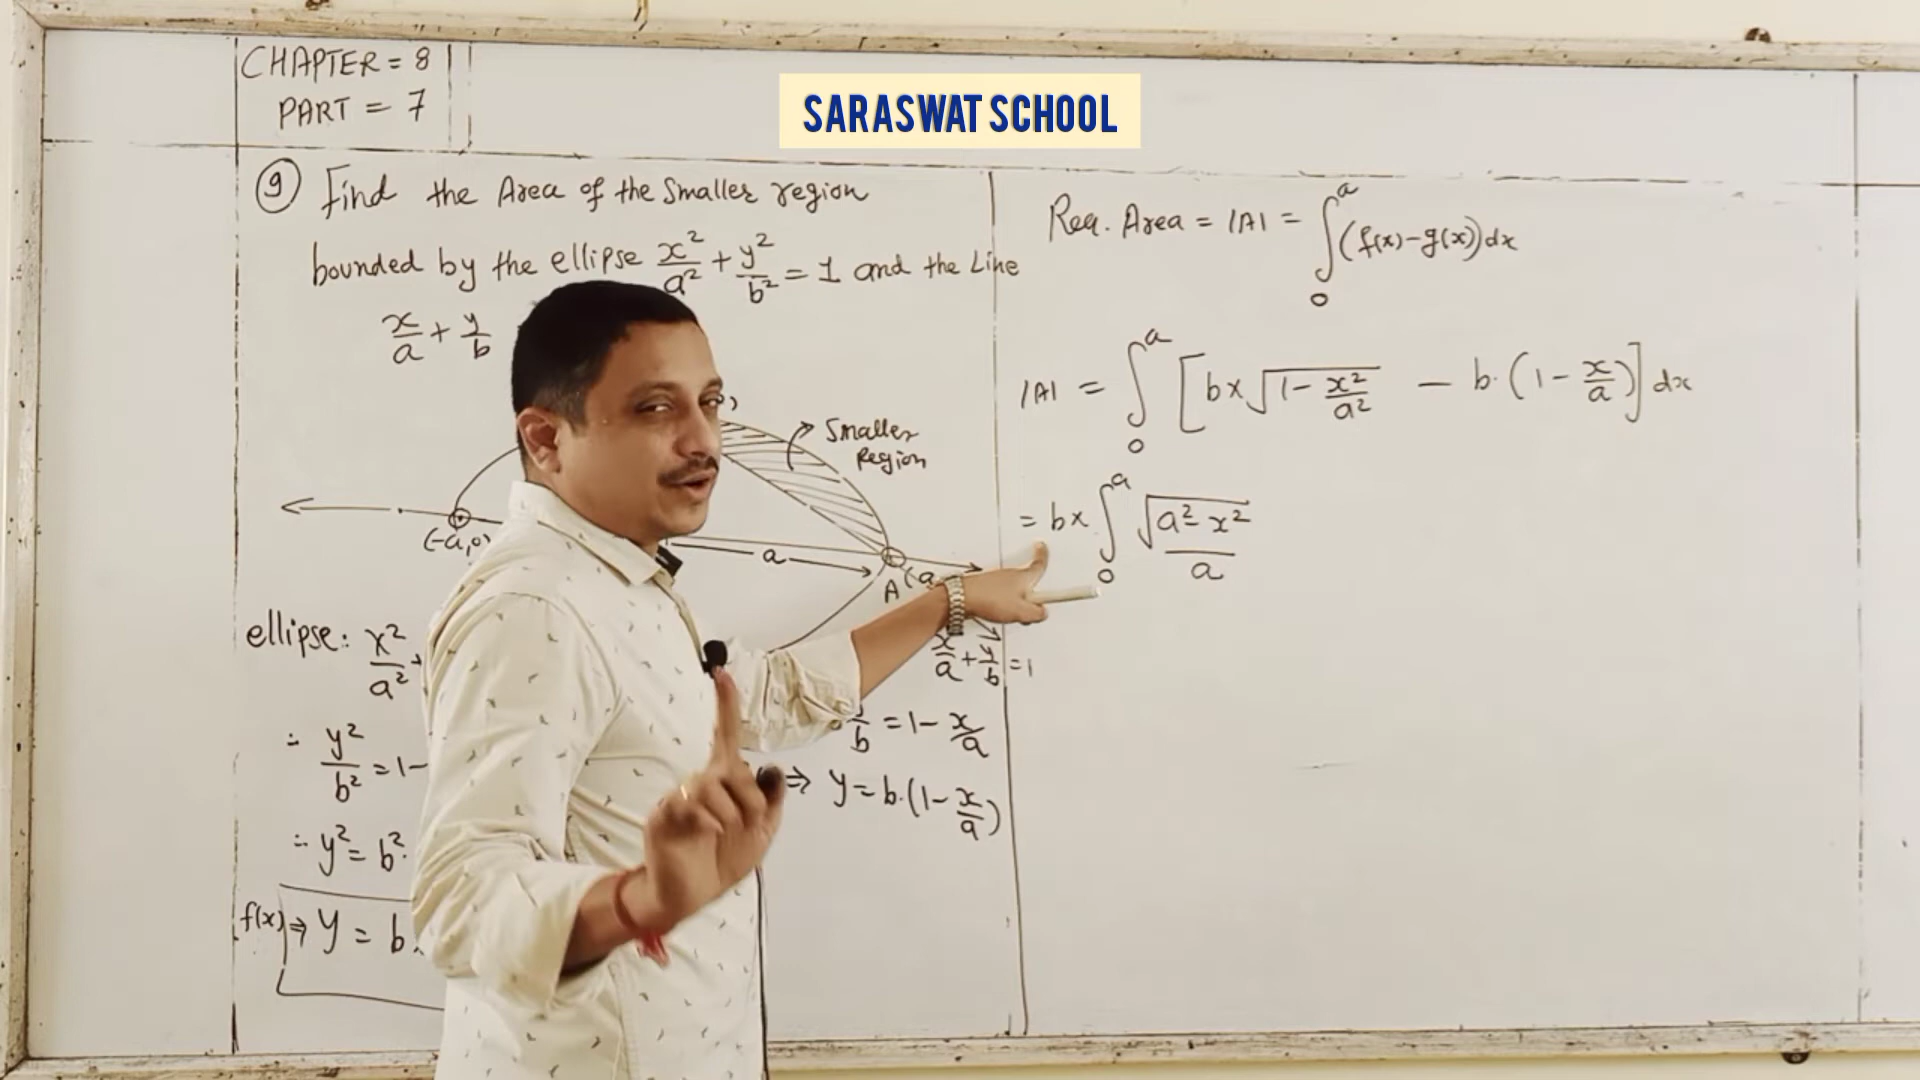 CHAPTER = 8
PART = 7
SARASWAT SCHOOL
⑨ Find the Area of the Smaller region
bounded by the ellipse x²/a² + y²/b² = 1 and the Line
x/a + y/b
Smaller
Region
(-a,0)
a
A (a
x/a + y/b = 1
ellipse: x²/a² +
∴ y²/b² = 1 -
∴ y² = b².
f(x) ⇒ y = b.
y/b = 1 - x/a
⇒ y = b.(1 - x/a)
Req. Area = |A| = ∫₀ᵃ (f(x) - g(x)) dx
|A| = ∫₀ᵃ [b × √(1 - x²/a²) - b.(1 - x/a)] dx
= b × ∫₀ᵃ √(a² - x²)/a